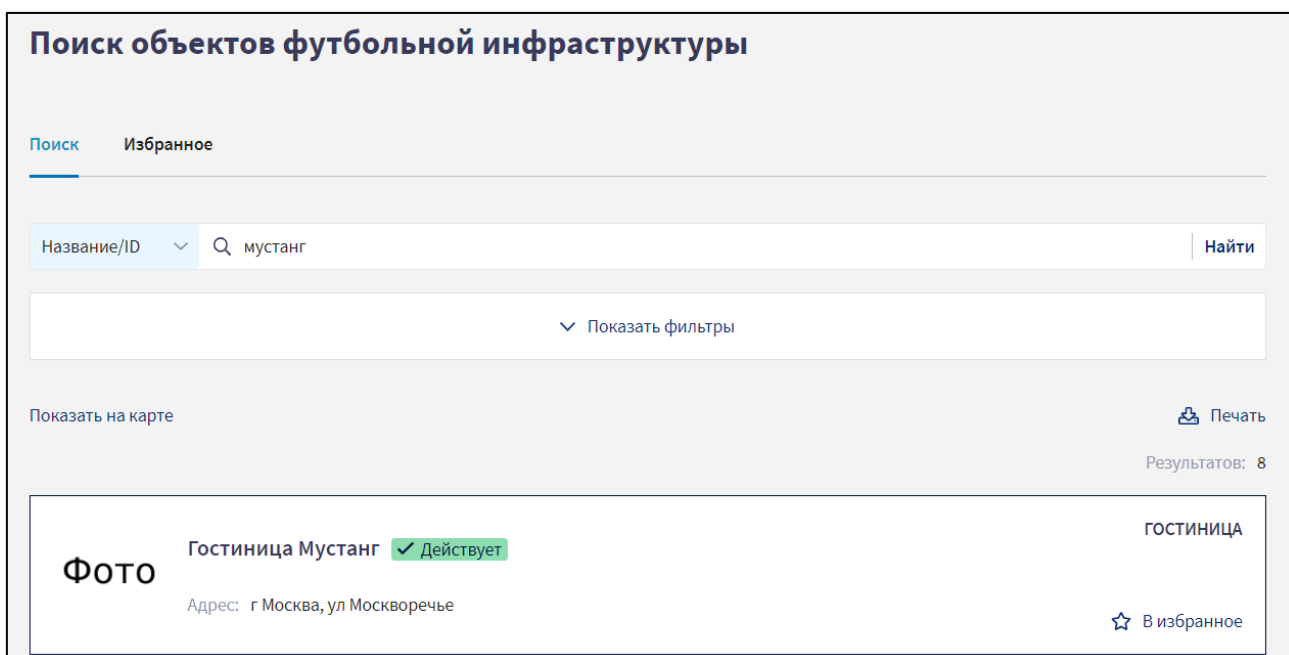 Поиск объектов футбольной инфраструктуры
Поиск Избранное
Название/ID мустанг Найти
Показать фильтры
Показать на карте Печать
Результатов: 8
ГОСТИНИЦА
Гостиница Мустанг Действует
Фото
Адрес: г Москва, ул Москворечье
В избранное